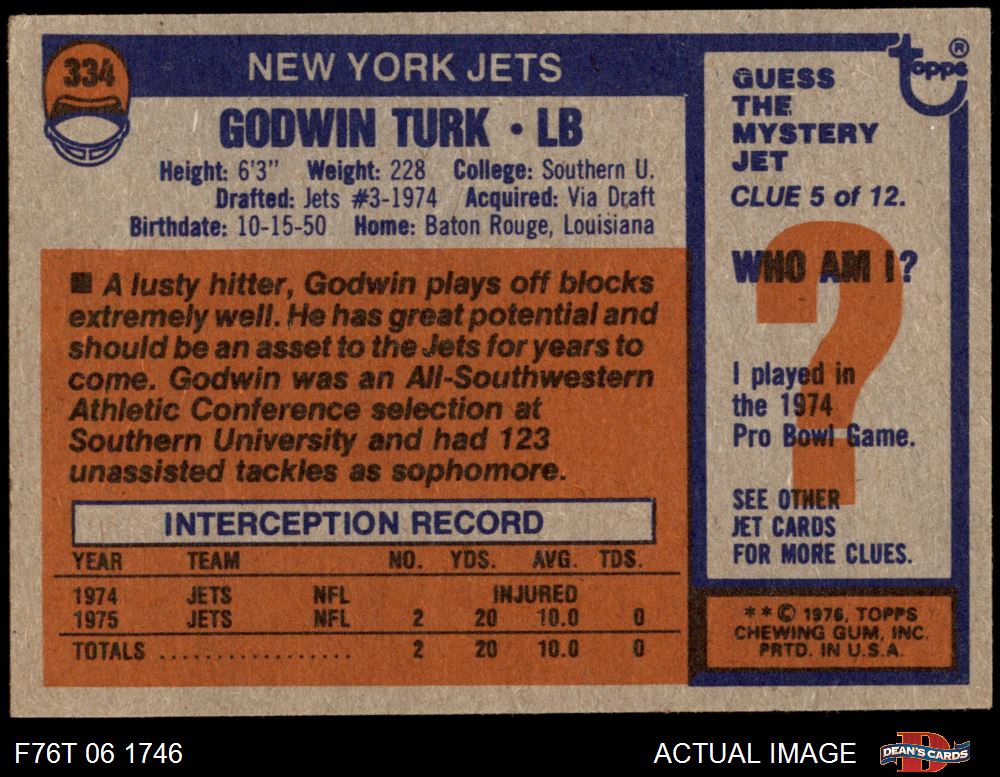 334
NEW YORK JETS
GODWIN TURK • LB
Height: 6'3" Weight: 228 College: Southern U.
Drafted: Jets #3-1974 Acquired: Via Draft
Birthdate: 10-15-50 Home: Baton Rouge, Louisiana
■ A lusty hitter, Godwin plays off blocks
extremely well. He has great potential and
should be an asset to the Jets for years to
come. Godwin was an All-Southwestern
Athletic Conference selection at
Southern University and had 123
unassisted tackles as sophomore.
INTERCEPTION RECORD
YEAR TEAM NO. YDS. AVG. TDS.
1974 JETS NFL INJURED
1975 JETS NFL 2 20 10.0 0
TOTALS .................. 2 20 10.0 0
topps ®
GUESS
THE
MYSTERY
JET
CLUE 5 of 12.
?
WHO AM I?
I played in
the 1974
Pro Bowl Game.
SEE OTHER
JET CARDS
FOR MORE CLUES.
* * © 1976, TOPPS
CHEWING GUM, INC.
PRTD. IN U.S.A.
F76T 06 1746
ACTUAL IMAGE
D
DEAN'S CARDS